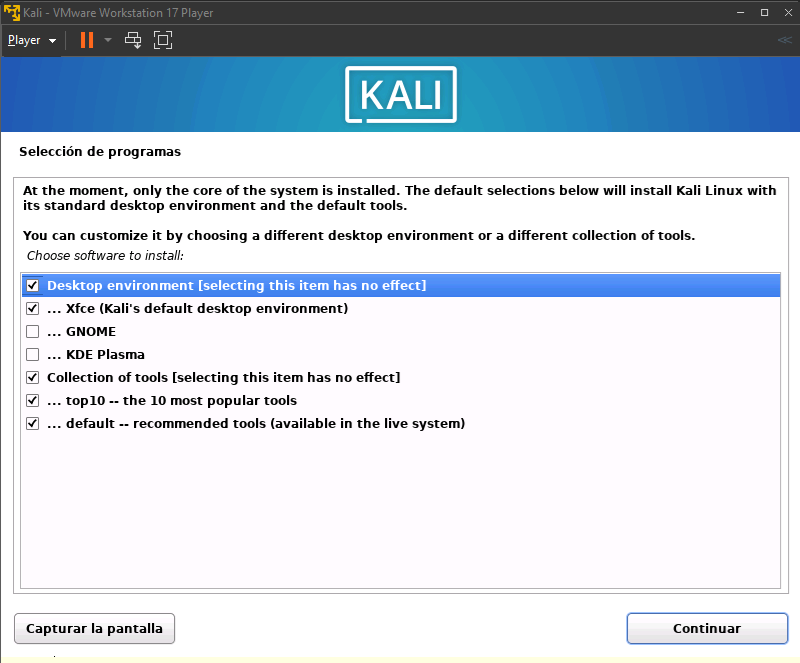 Kali - VMware Workstation 17 Player
Player
<<
KALI
Selección de programas
At the moment, only the core of the system is installed. The default selections below will install Kali Linux with
its standard desktop environment and the default tools.
You can customize it by choosing a different desktop environment or a different collection of tools.
Choose software to install:
Desktop environment [selecting this item has no effect]
... Xfce (Kali's default desktop environment)
... GNOME
... KDE Plasma
Collection of tools [selecting this item has no effect]
... top10 -- the 10 most popular tools
... default -- recommended tools (available in the live system)
Capturar la pantalla
Continuar